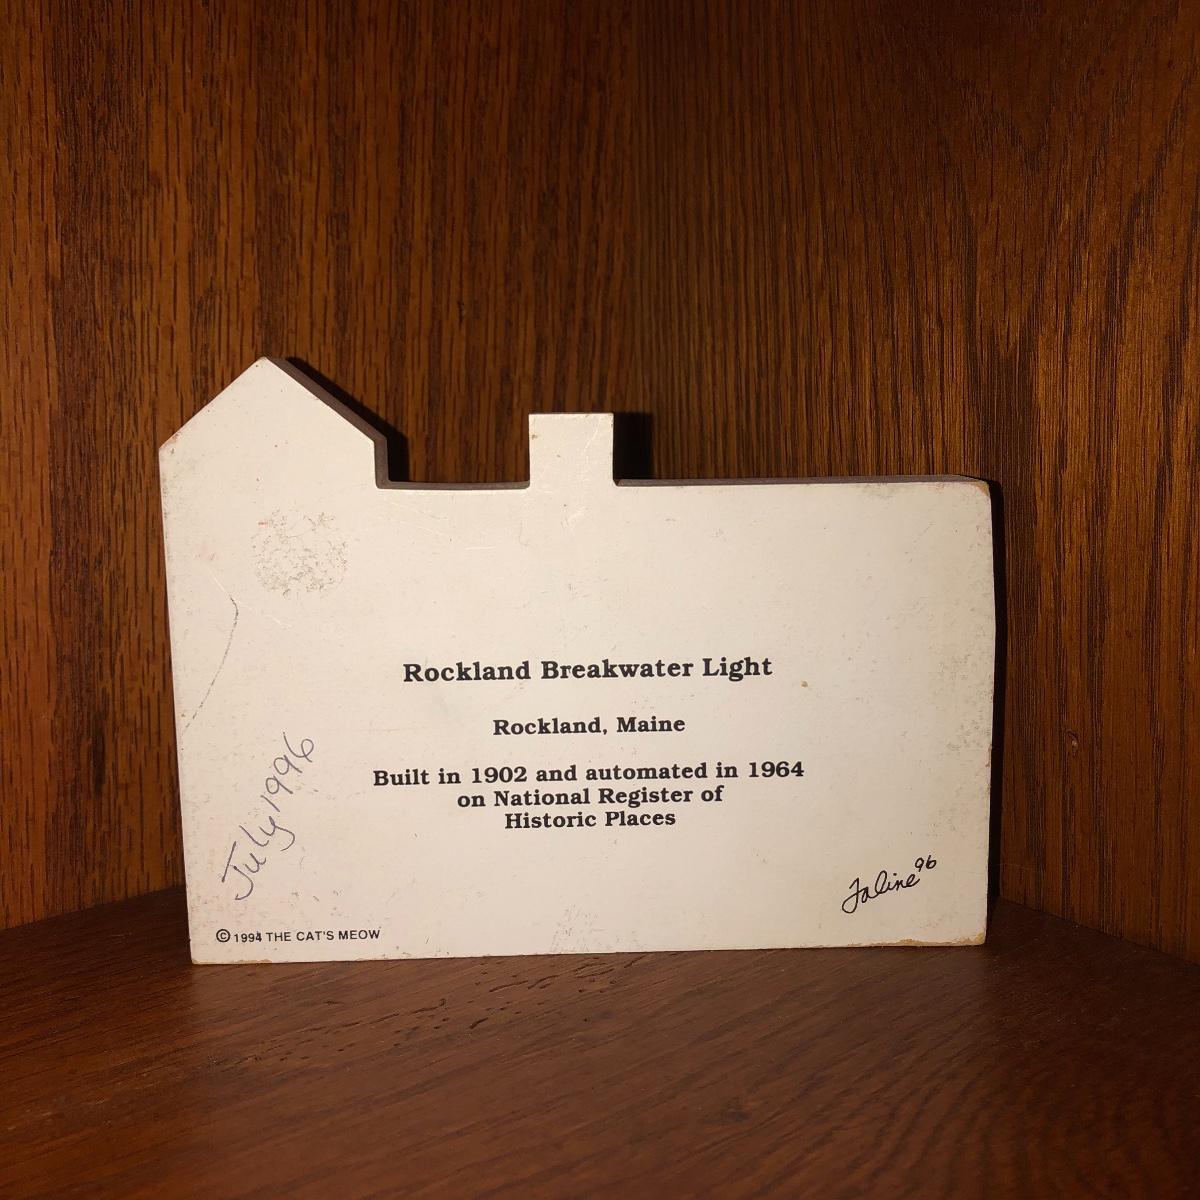 Rockland Breakwater Light
Rockland, Maine
Built in 1902 and automated in 1964
on National Register of
Historic Places
July 1996
Faline 96
© 1994 THE CAT'S MEOW